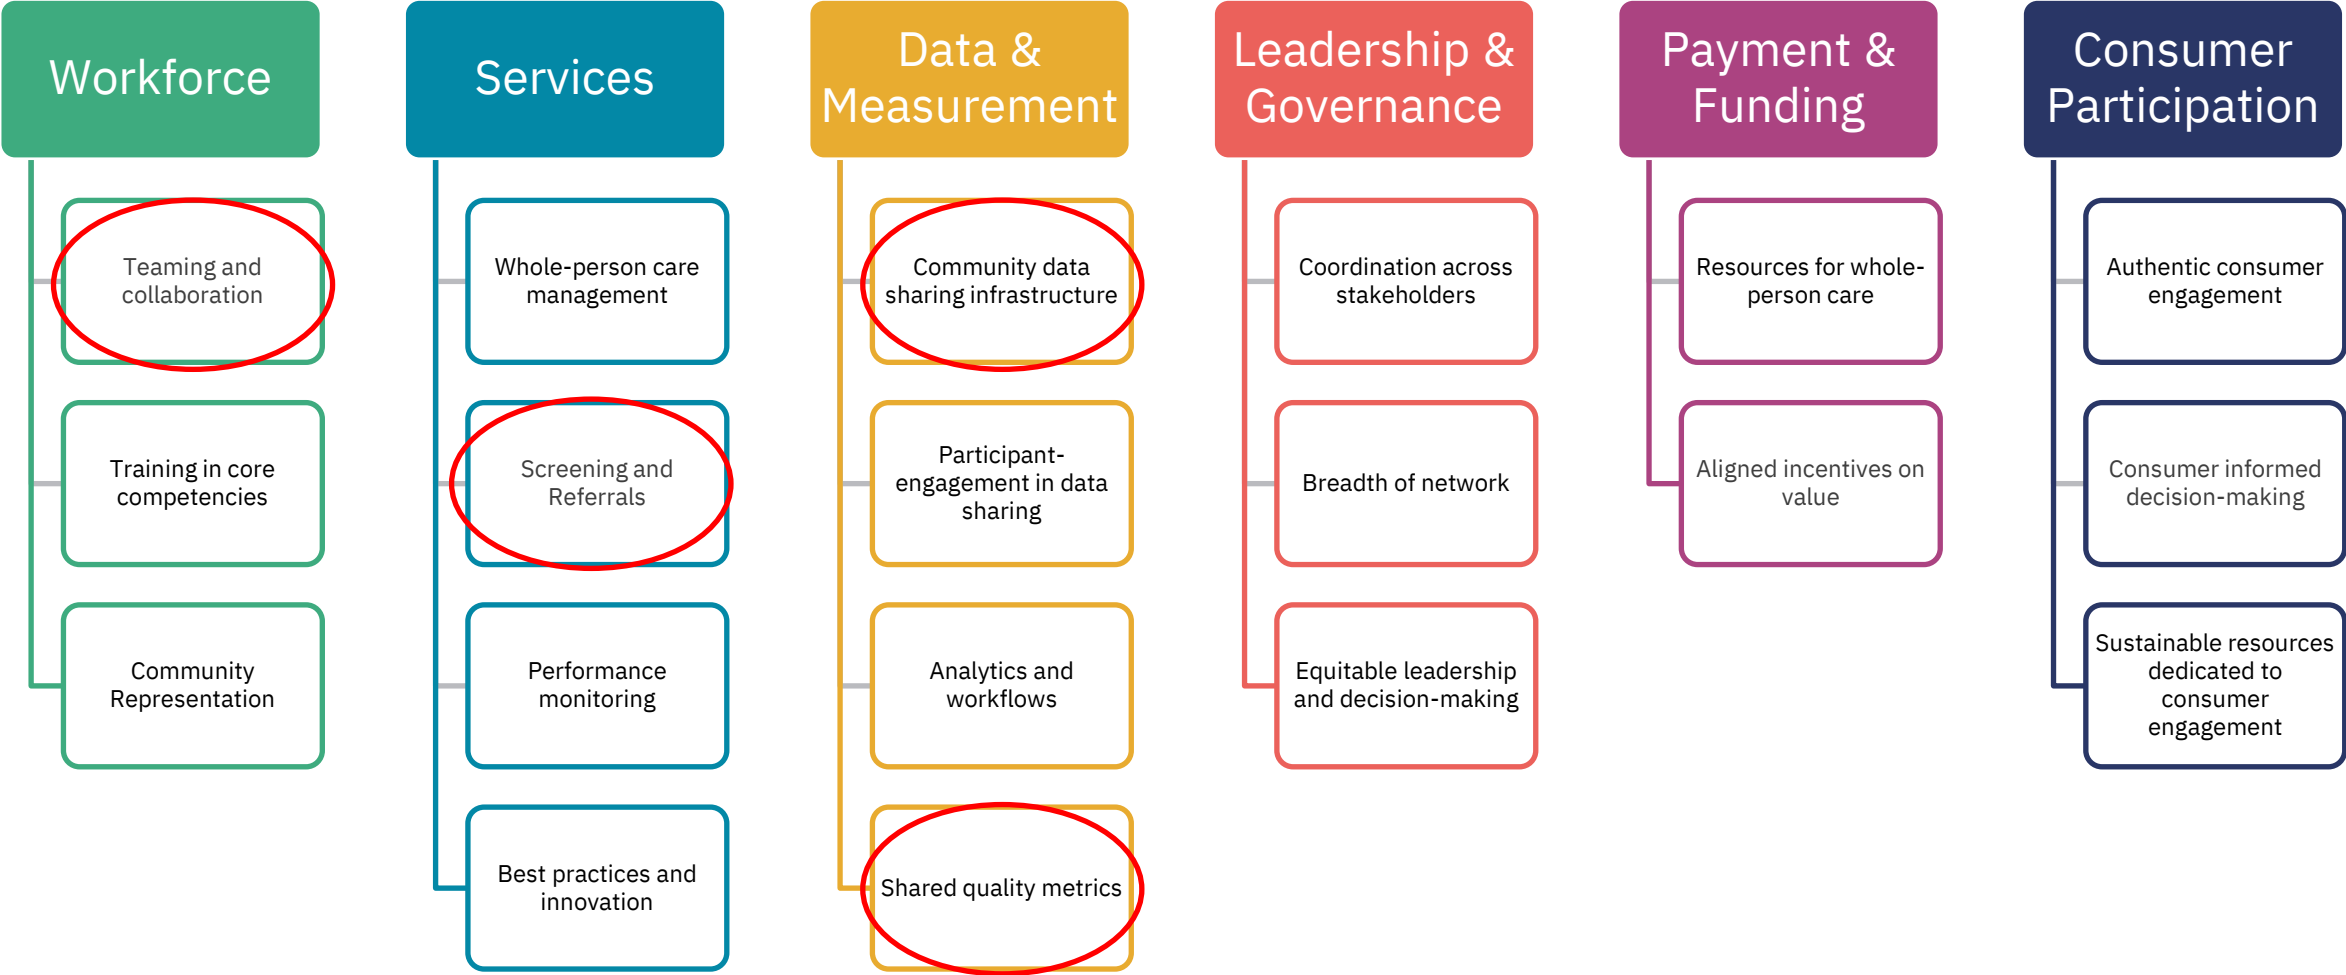 Workforce
Teaming and
collaboration
Training in core
competencies
Community
Representation
Services
Whole-person care
management
Screening and
Referrals
Performance
monitoring
Best practices and
innovation
Data &
Measurement
Community data
sharing infrastructure
Participant-
engagement in data
sharing
Analytics and
workflows
Shared quality metrics
Leadership &
Governance
Coordination across
stakeholders
Breadth of network
Equitable leadership
and decision-making
Payment &
Funding
Resources for whole-
person care
Aligned incentives on
value
Consumer
Participation
Authentic consumer
engagement
Consumer informed
decision-making
Sustainable resources
dedicated to
consumer
engagement